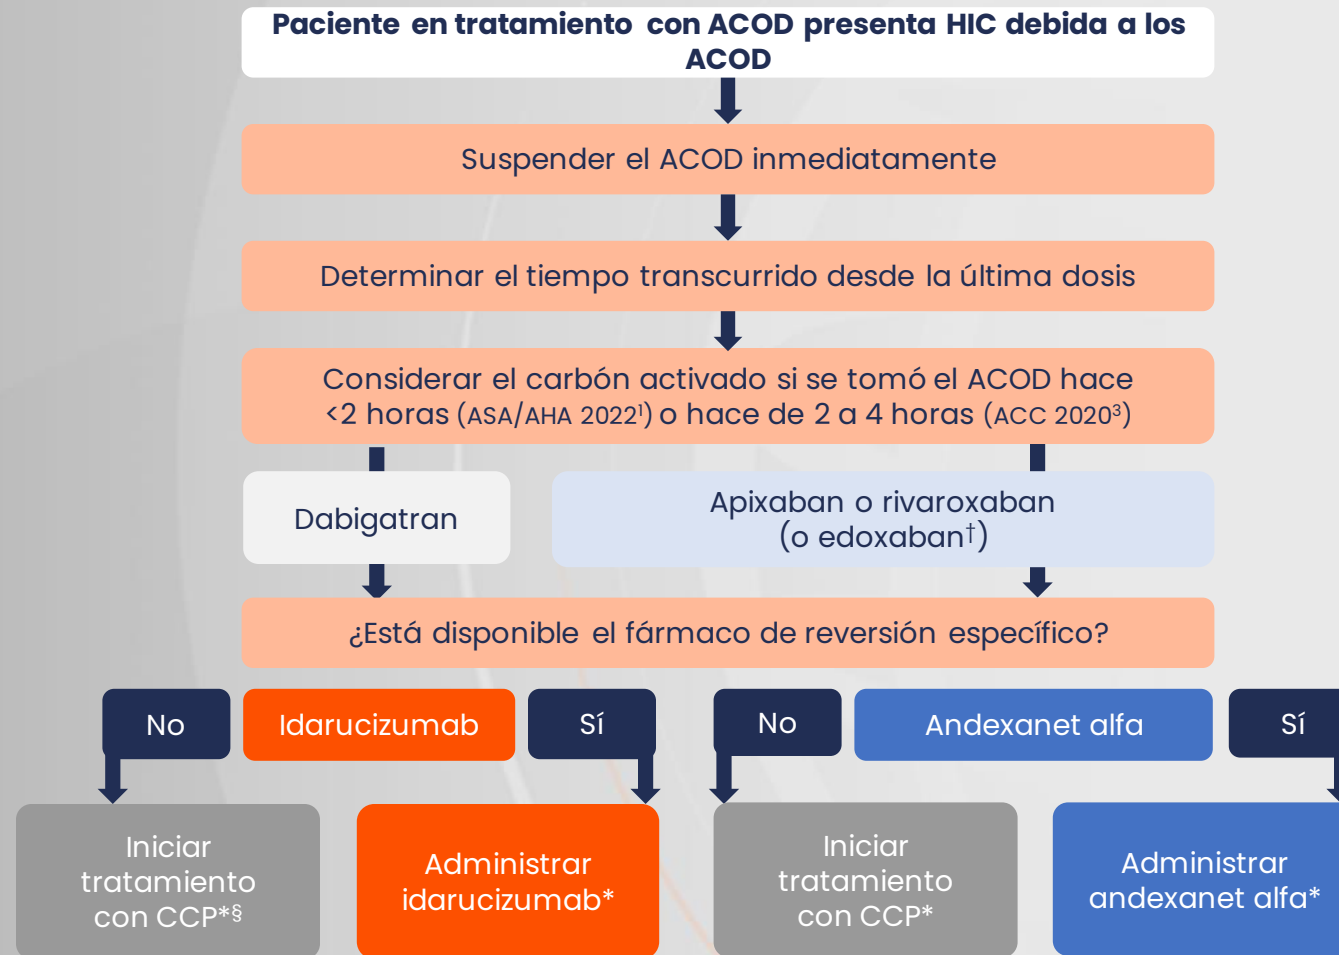 Paciente en tratamiento con ACOD presenta HIC debida a los
ACOD
Suspender el ACOD inmediatamente
Determinar el tiempo transcurrido desde la última dosis
Considerar el carbón activado si se tomó el ACOD hace
<2 horas (ASA/AHA 2022¹) o hace de 2 a 4 horas (ACC 2020³)
Dabigatran
Apixaban o rivaroxaban
(o edoxaban†)
¿Está disponible el fármaco de reversión específico?
No
Idarucizumab
Sí
No
Andexanet alfa
Sí
Iniciar
tratamiento
con CCP*§
Administrar
idarucizumab*
Iniciar
tratamiento
con CCP*
Administrar
andexanet alfa*